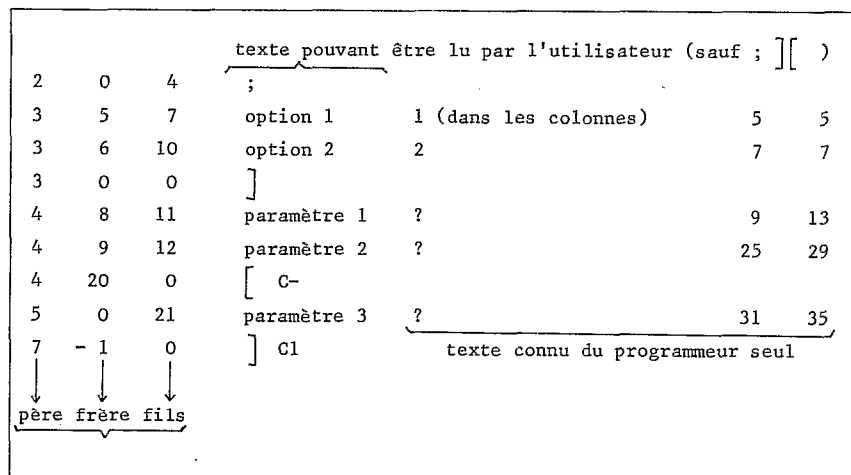 texte pouvant être lu par l'utilisateur (sauf ; ][ )
2 0 4 ;
3 5 7 option 1 1 (dans les colonnes) 5 5
3 6 10 option 2 2 7 7
3 0 0 ]
4 8 11 paramètre 1 ? 9 13
4 9 12 paramètre 2 ? 25 29
4 20 0 [ C-
5 0 21 paramètre 3 ? 31 35
7 - 1 0 ] C1 texte connu du programmeur seul
père frère fils